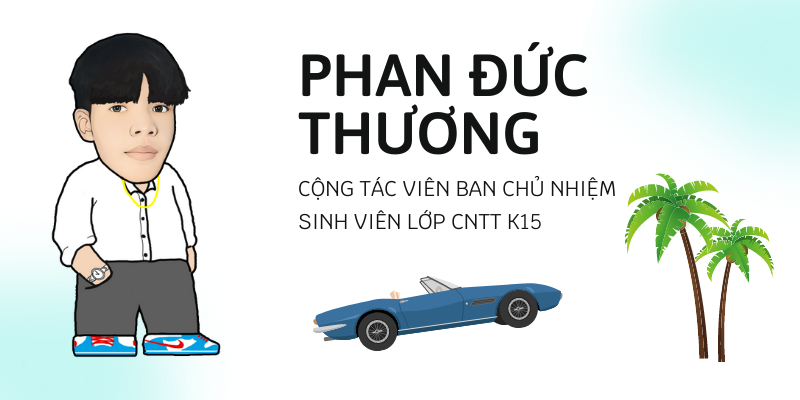 PHAN ĐỨC
THƯƠNG
CỘNG TÁC VIÊN BAN CHỦ NHIỆM
SINH VIÊN LỚP CNTT K15